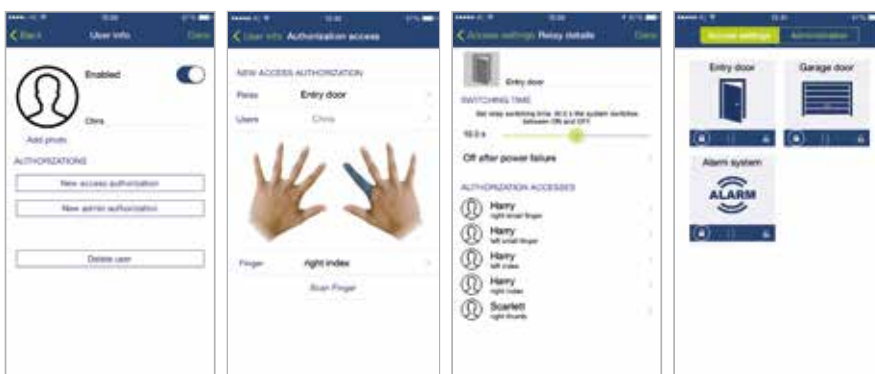 Back
User info
Done
Enabled
Chris
Add photo
AUTHORIZATIONS
New access authorization
New admin authorization
Delete user
User info
Authorization access
NEW ACCESS AUTHORIZATION
Relay
Entry door
Users
Chris
Finger
right index
Scan Finger
Access settings
Relay details
Done
Entry door
SWITCHING TIME
Set relay switching time. 10.0 s the system switches
between ON and OFF.
10.0 s
Off after power failure
AUTHORIZATION ACCESSES
Harry
right small finger
Harry
left small finger
Harry
left index
Harry
right index
Scarlett
right thumb
Access settings
Administration
Entry door
Garage door
Alarm system
ALARM